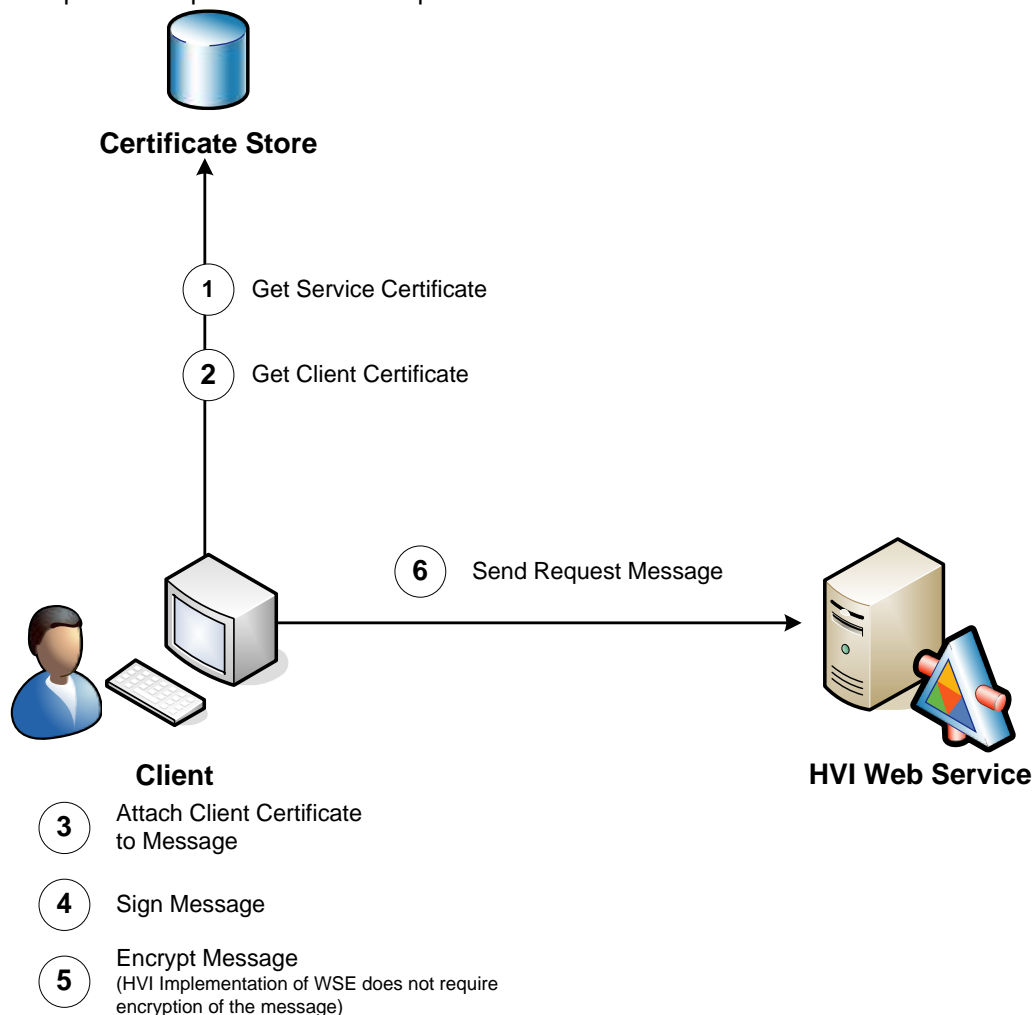 Certificate Store
1 Get Service Certificate
2 Get Client Certificate
6 Send Request Message
Client
HVI Web Service
3 Attach Client Certificate
to Message
4 Sign Message
5 Encrypt Message
(HVI Implementation of WSE does not require
encryption of the message)